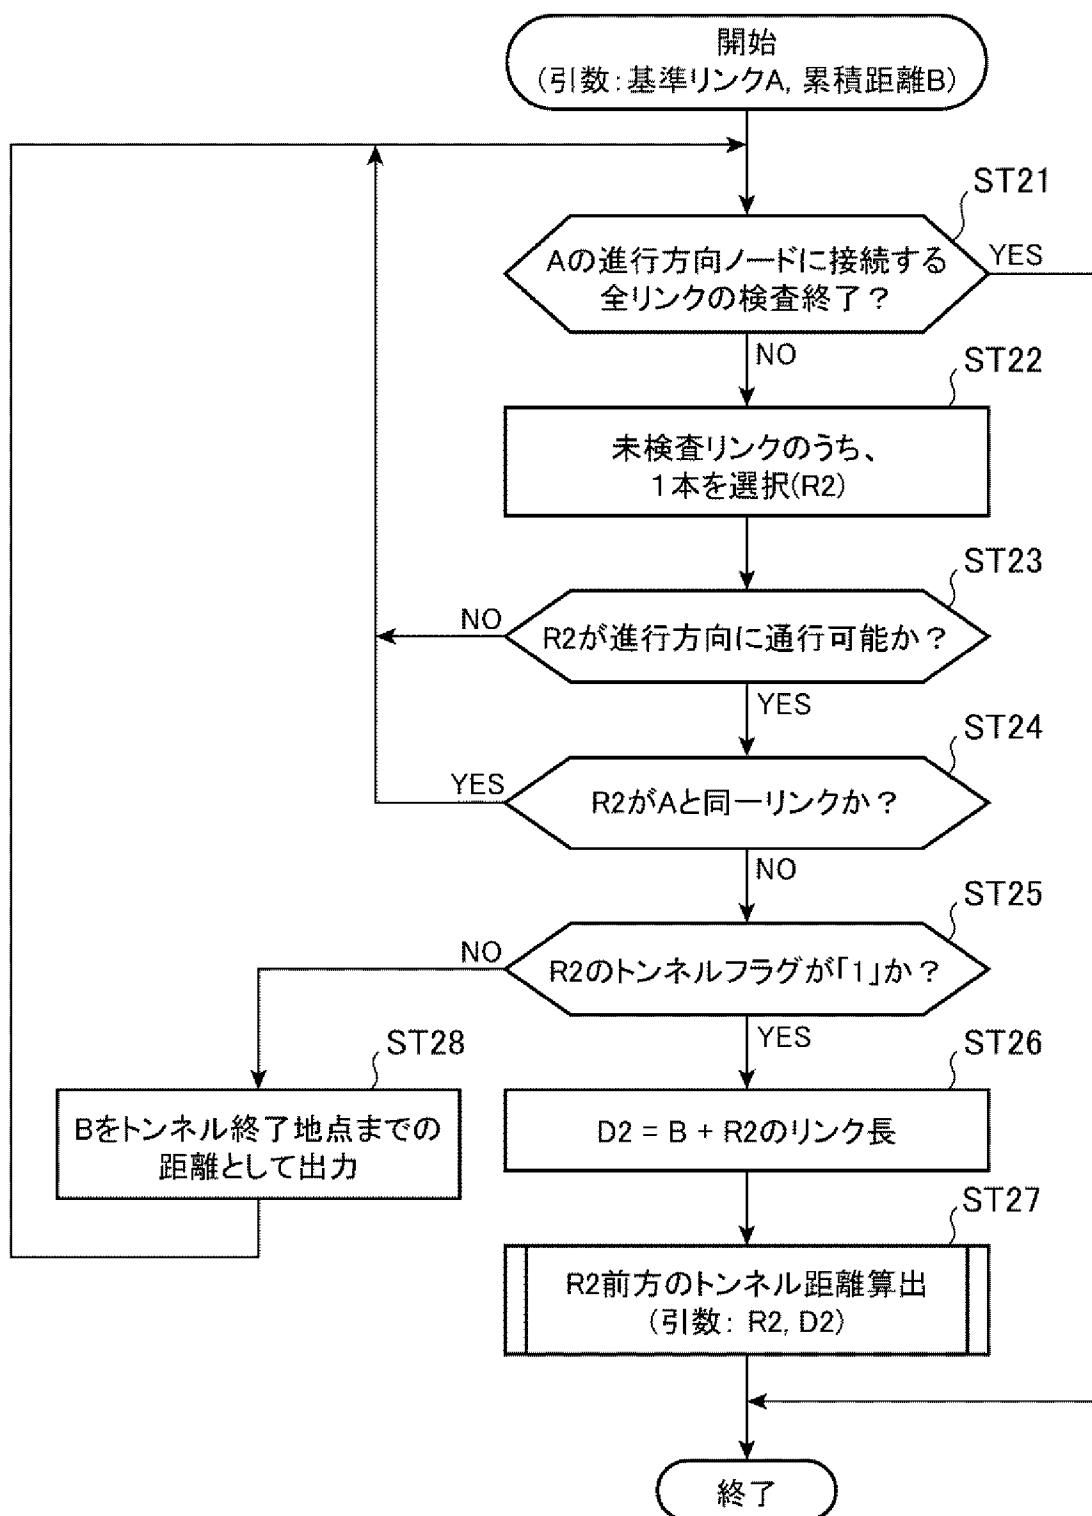 開始
(引数：基準リンクA, 累積距離B)
ST21
Aの進行方向ノードに接続する
全リンクの検査終了？
YES
NO
ST22
未検査リンクのうち、
1本を選択(R2)
ST23
NO
R2が進行方向に通行可能か？
YES
ST24
YES
R2がAと同一リンクか？
NO
ST25
NO
R2のトンネルフラグが「1」か？
YES
ST28
Bをトンネル終了地点までの
距離として出力
ST26
D2 = B + R2のリンク長
ST27
R2前方のトンネル距離算出
(引数： R2, D2)
終了